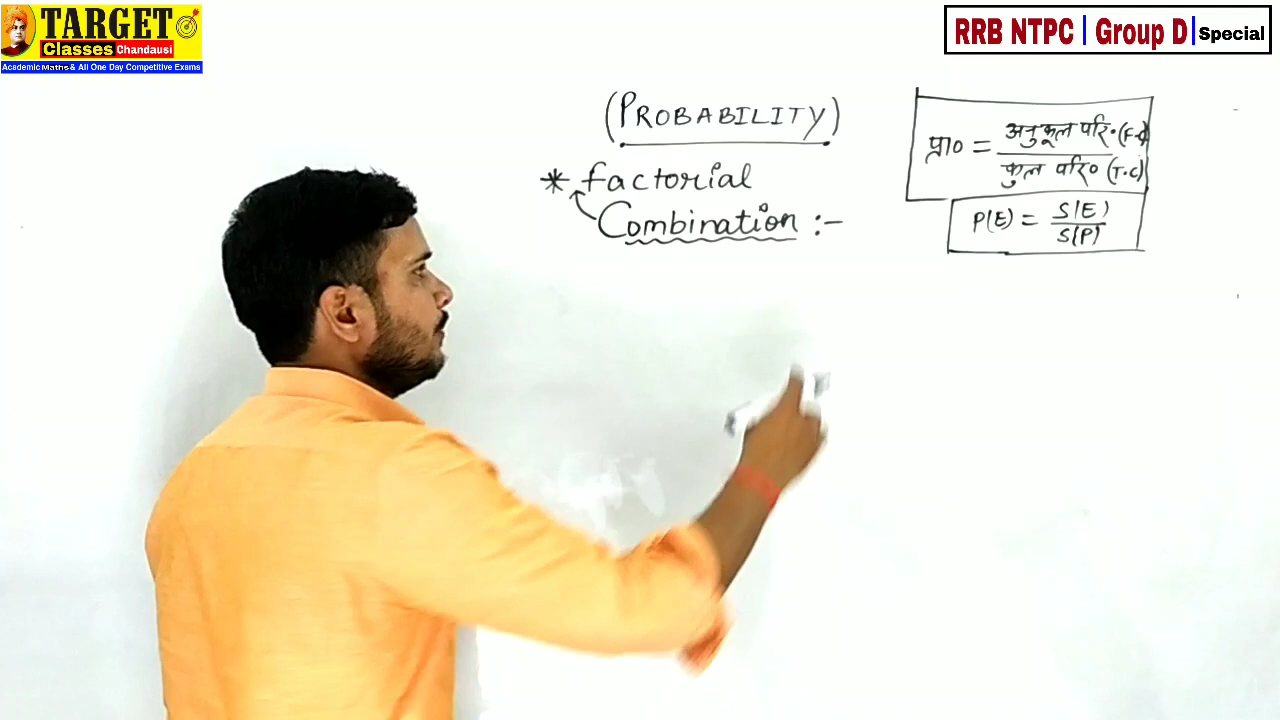 TARGET
Classes Chandausi
Academic Maths & All One Day Competitive Exams
RRB NTPC | Group D | Special
(PROBABILITY)
* factorial
Combination :-
प्रा० = अनुकूल परि० (F.C) / कुल परि० (T.C)
P(E) = S(E) / S(P)